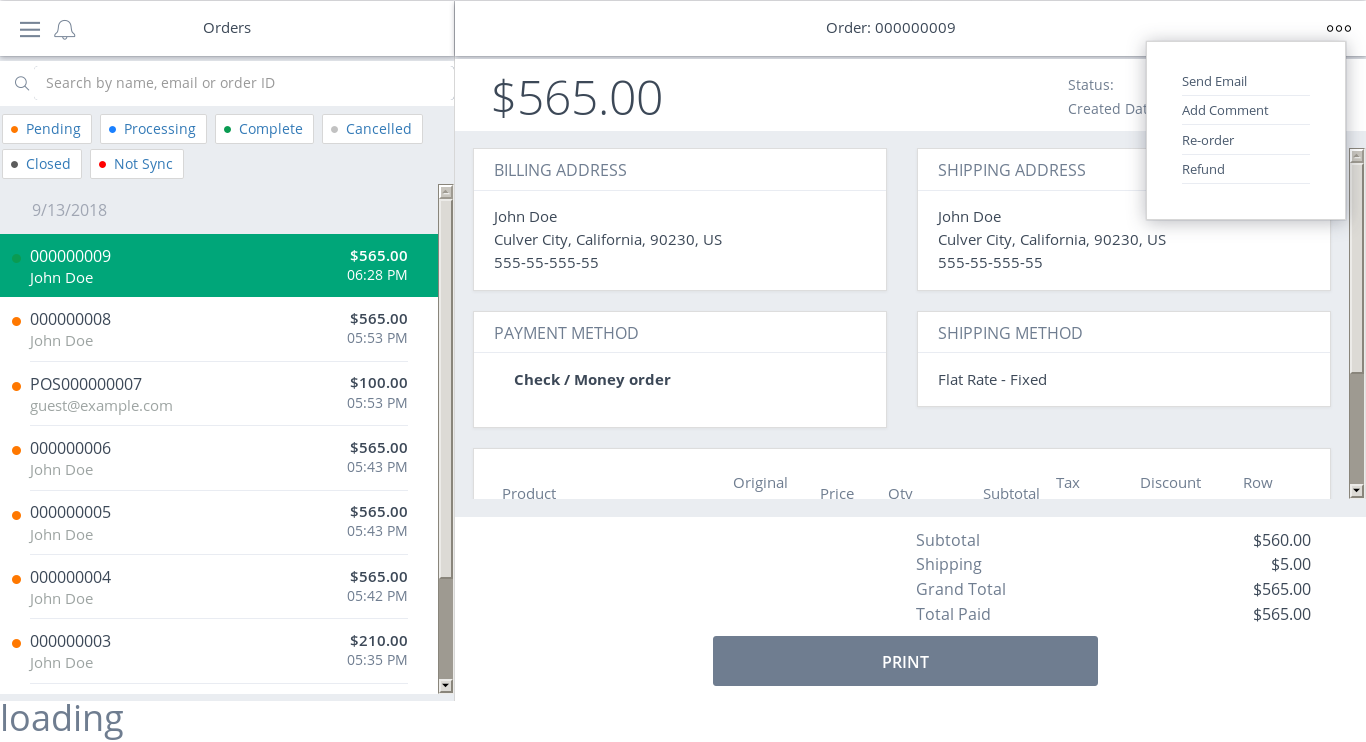 Orders
Search by name, email or order ID
Pending
Processing
Complete
Cancelled
Closed
Not Sync
9/13/2018
000000009 $565.00
John Doe 06:28 PM
000000008 $565.00
John Doe 05:53 PM
POS000000007 $100.00
guest@example.com 05:53 PM
000000006 $565.00
John Doe 05:43 PM
000000005 $565.00
John Doe 05:43 PM
000000004 $565.00
John Doe 05:42 PM
000000003 $210.00
John Doe 05:35 PM
loading
Order: 000000009
$565.00
Status:
Created Dat
Send Email
Add Comment
Re-order
Refund
BILLING ADDRESS
John Doe
Culver City, California, 90230, US
555-55-555-55
SHIPPING ADDRESS
John Doe
Culver City, California, 90230, US
555-55-555-55
PAYMENT METHOD
Check / Money order
SHIPPING METHOD
Flat Rate - Fixed
Product
Original
Price
Qty
Subtotal
Tax
Discount
Row
Subtotal $560.00
Shipping $5.00
Grand Total $565.00
Total Paid $565.00
PRINT